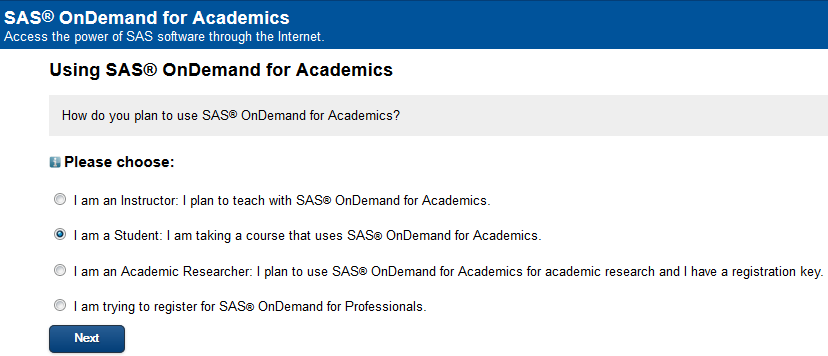 SAS® OnDemand for Academics
Access the power of SAS software through the Internet.
Using SAS® OnDemand for Academics
How do you plan to use SAS® OnDemand for Academics?
Please choose:
I am an Instructor: I plan to teach with SAS® OnDemand for Academics.
I am a Student: I am taking a course that uses SAS® OnDemand for Academics.
I am an Academic Researcher: I plan to use SAS® OnDemand for Academics for academic research and I have a registration key.
I am trying to register for SAS® OnDemand for Professionals.
Next